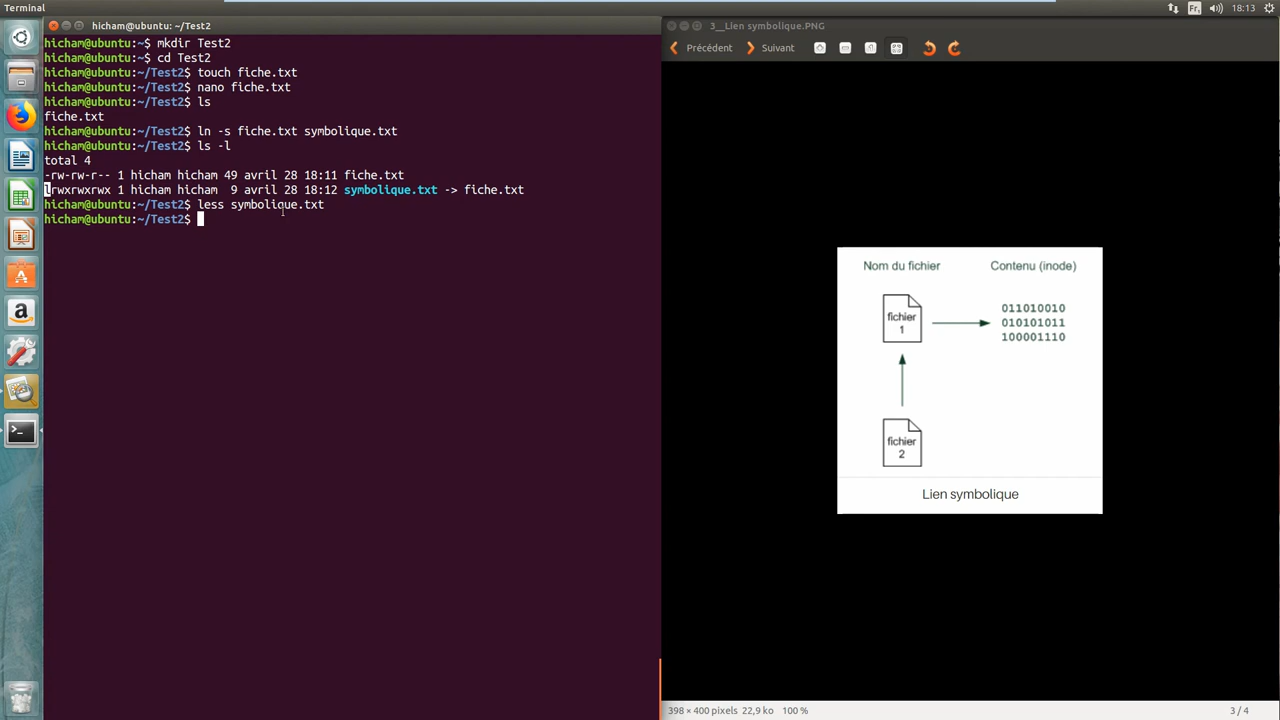 Terminal
Fr
18:13
hicham@ubuntu: ~/Test2
hicham@ubuntu:~$ mkdir Test2
hicham@ubuntu:~$ cd Test2
hicham@ubuntu:~/Test2$ touch fiche.txt
hicham@ubuntu:~/Test2$ nano fiche.txt
hicham@ubuntu:~/Test2$ ls
fiche.txt
hicham@ubuntu:~/Test2$ ln -s fiche.txt symbolique.txt
hicham@ubuntu:~/Test2$ ls -l
total 4
-rw-rw-r-- 1 hicham hicham 49 avril 28 18:11 fiche.txt
lrwxrwxrwx 1 hicham hicham  9 avril 28 18:12 symbolique.txt -> fiche.txt
hicham@ubuntu:~/Test2$ less symbolique.txt
hicham@ubuntu:~/Test2$
3__Lien symbolique.PNG
Précédent
Suivant
Nom du fichier
Contenu (inode)
fichier
1
011010010
010101011
100001110
fichier
2
Lien symbolique
398 × 400 pixels 22,9 ko 100 %
3 / 4